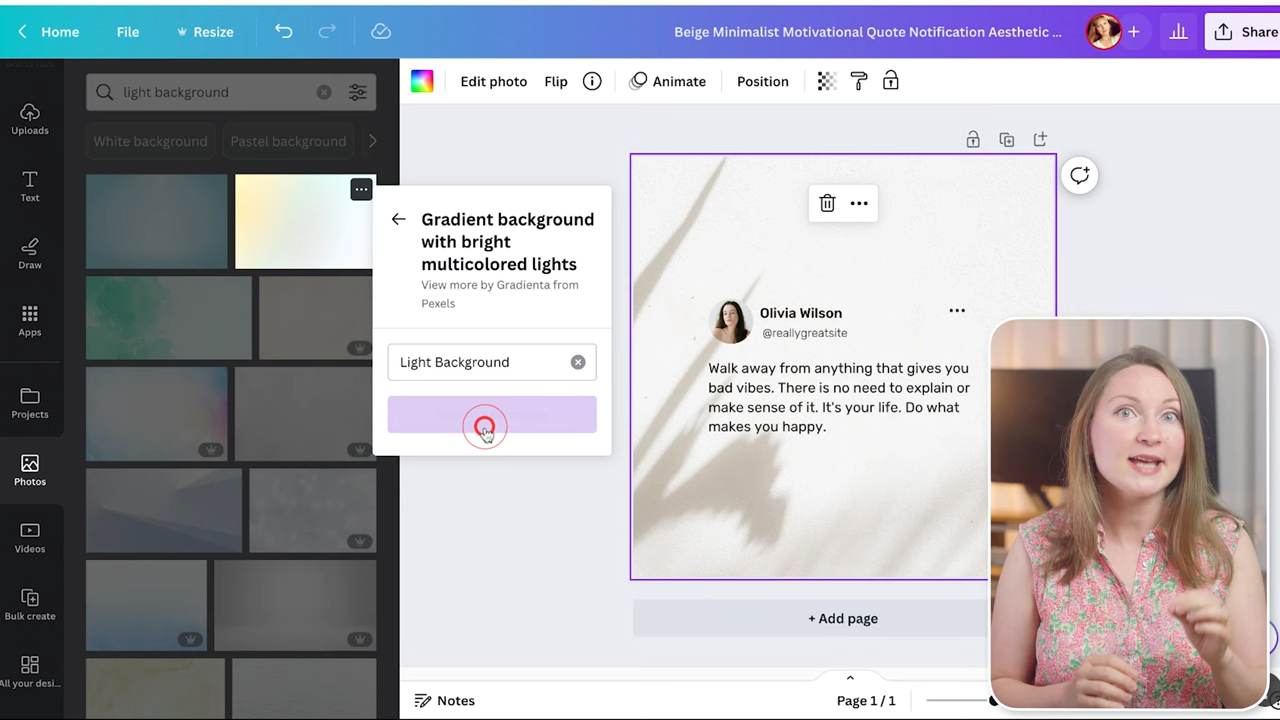 Home
File
Resize
Beige Minimalist Motivational Quote Notification Aesthetic ...
Share
light background
Edit photo
Flip
Animate
Position
Uploads
White background
Pastel background
Text
Draw
Apps
Projects
Photos
Videos
Bulk create
All your desi...
Gradient background
with bright
multicolored lights
View more by Gradienta from
Pexels
Light Background
Olivia Wilson
@reallygreatsite
Walk away from anything that gives you
bad vibes. There is no need to explain or
make sense of it. It's your life. Do what
makes you happy.
+ Add page
Notes
Page 1 / 1